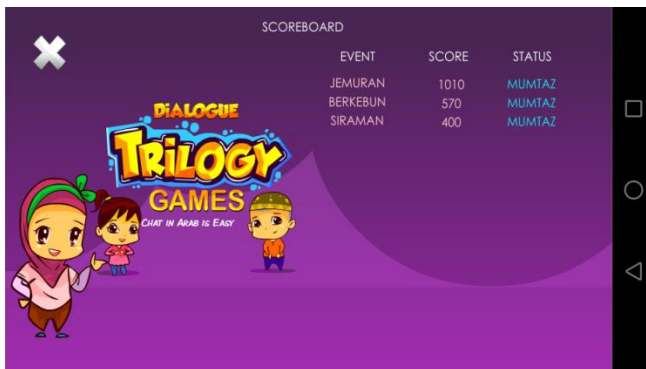 SCOREBOARD
EVENT SCORE STATUS
JEMURAN 1010 MUMTAZ
BERKEBUN 570 MUMTAZ
SIRAMAN 400 MUMTAZ
DiALOGUE
TRiLOGY
GAMES
CHAT IN ARAB IS EASY